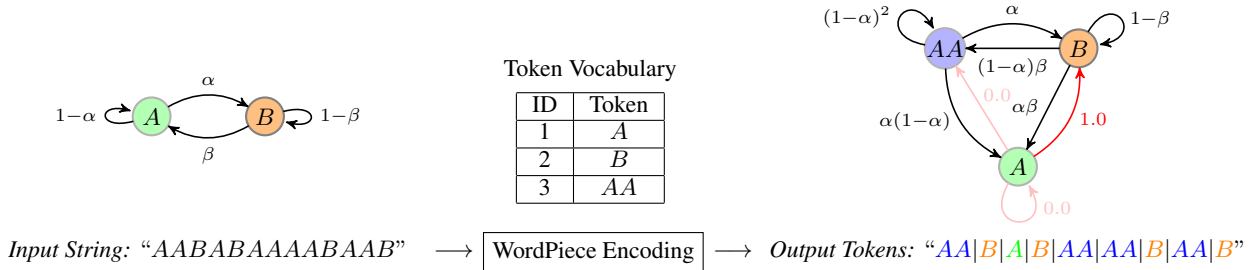 1−α
α
A
B
β
1−β
Token Vocabulary
ID Token
1 A
2 B
3 AA
(1−α)²
α
1−β
AA
B
(1−α)β
0.0
αβ
α(1−α)
1.0
A
0.0
Input String: “AABABAAAABAAB”
WordPiece Encoding
Output Tokens: “AA|B|A|B|AA|AA|B|AA|B”